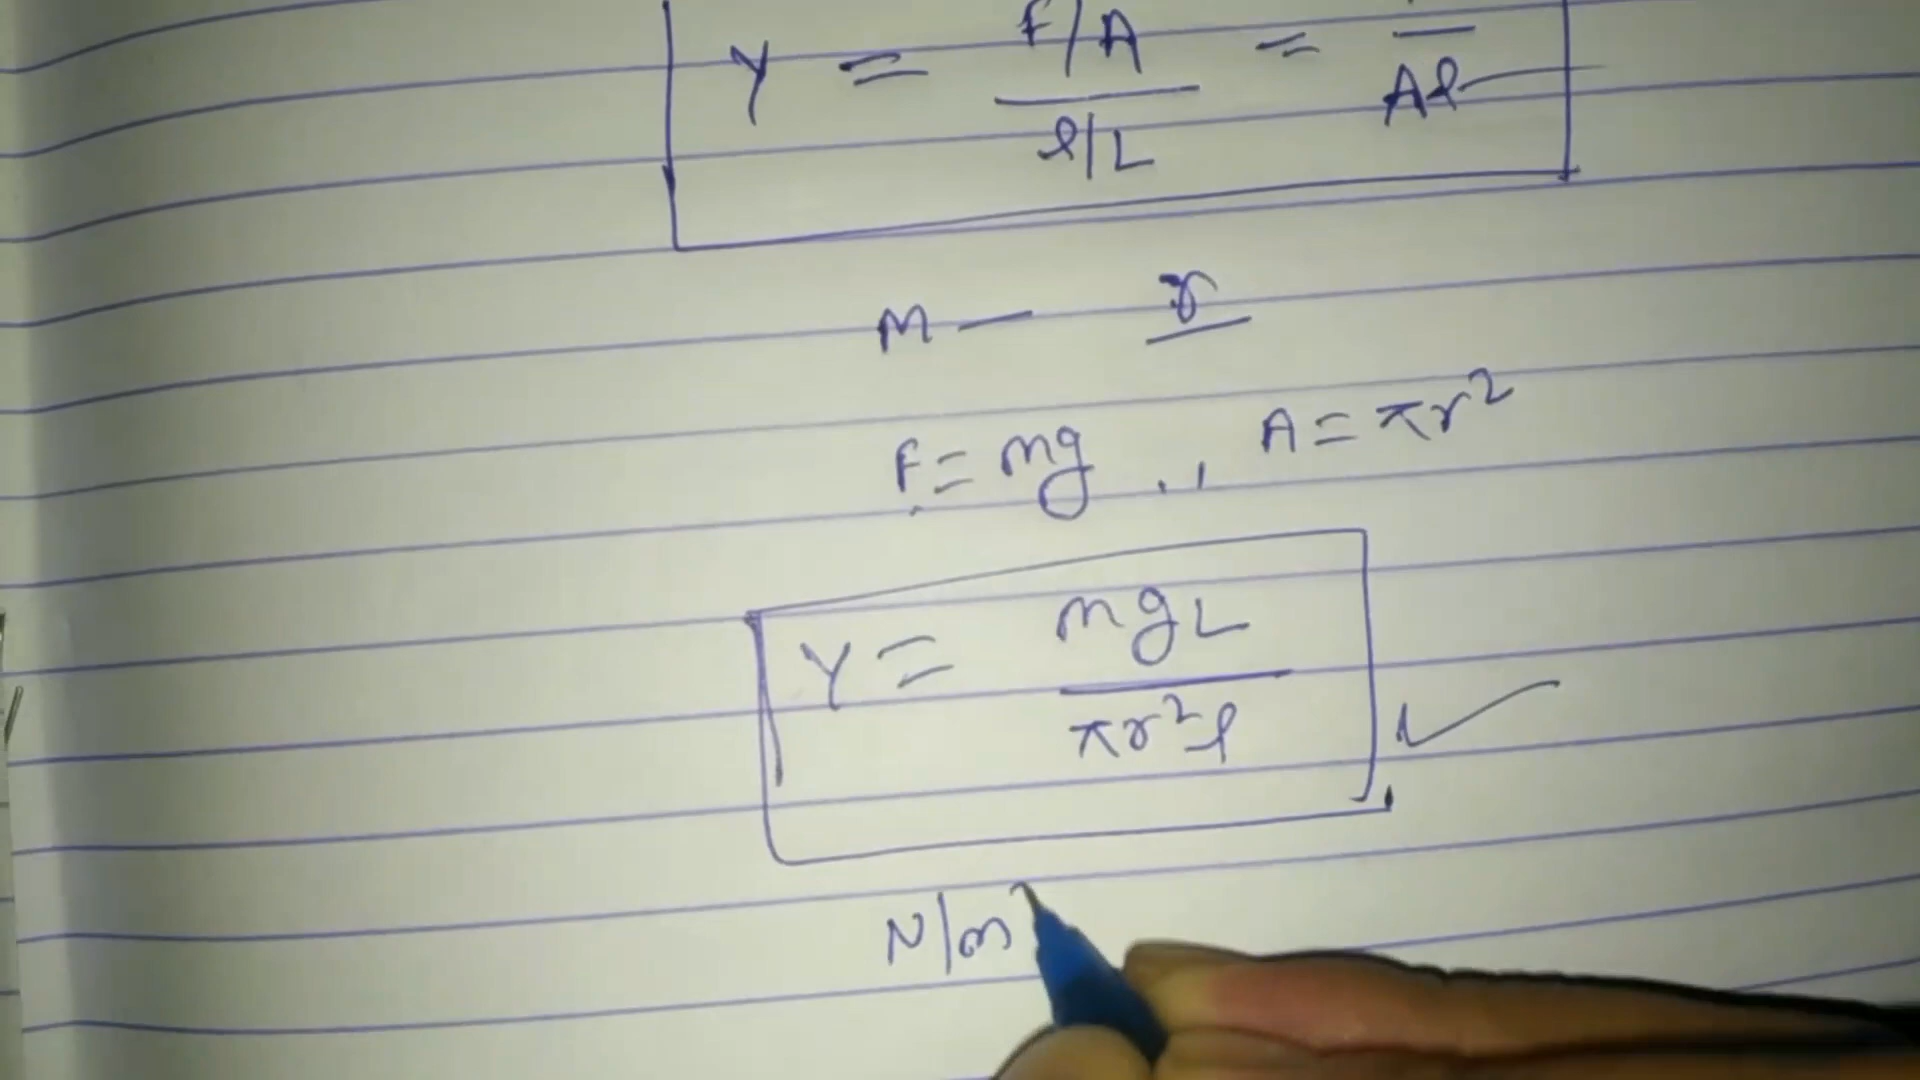 Y = F/A / l/L = / Al
M — r
F = mg , A = πr²
Y = mgL / πr²l
N/m